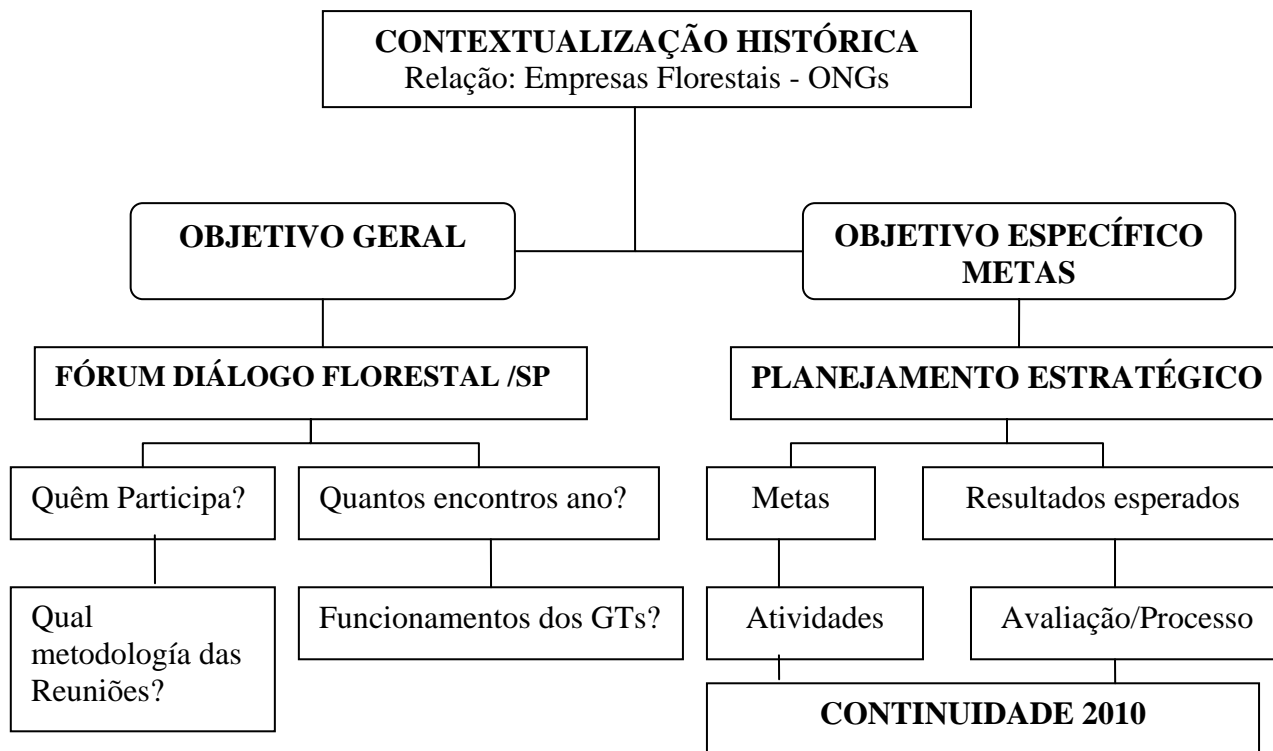 CONTEXTUALIZAÇÃO HISTÓRICA
Relação: Empresas Florestais - ONGs
OBJETIVO GERAL
OBJETIVO ESPECÍFICO
METAS
FÓRUM DIÁLOGO FLORESTAL /SP
PLANEJAMENTO ESTRATÉGICO
Quêm Participa?
Quantos encontros ano?
Metas
Resultados esperados
Qual
metodología das
Reuniões?
Funcionamentos dos GTs?
Atividades
Avaliação/Processo
CONTINUIDADE 2010